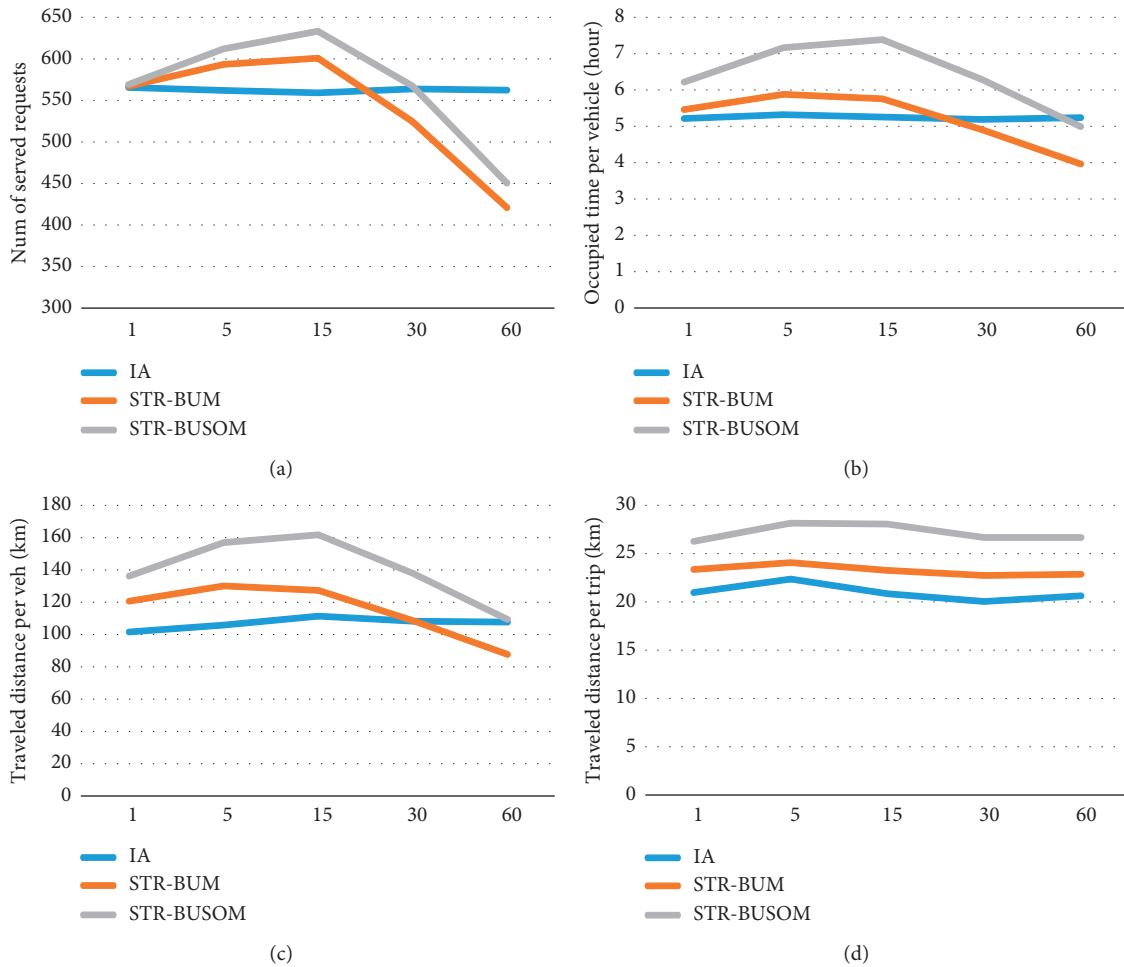 Num of served requests
650
600
550
500
450
400
350
300
1 5 15 30 60
IA
STR-BUM
STR-BUSOM
(a)
Occupied time per vehicle (hour)
8
7
6
5
4
3
2
1
0
1 5 15 30 60
IA
STR-BUM
STR-BUSOM
(b)
Traveled distance per veh (km)
180
160
140
120
100
80
60
40
20
0
1 5 15 30 60
IA
STR-BUM
STR-BUSOM
(c)
Traveled distance per trip (km)
30
25
20
15
10
5
0
1 5 15 30 60
IA
STR-BUM
STR-BUSOM
(d)